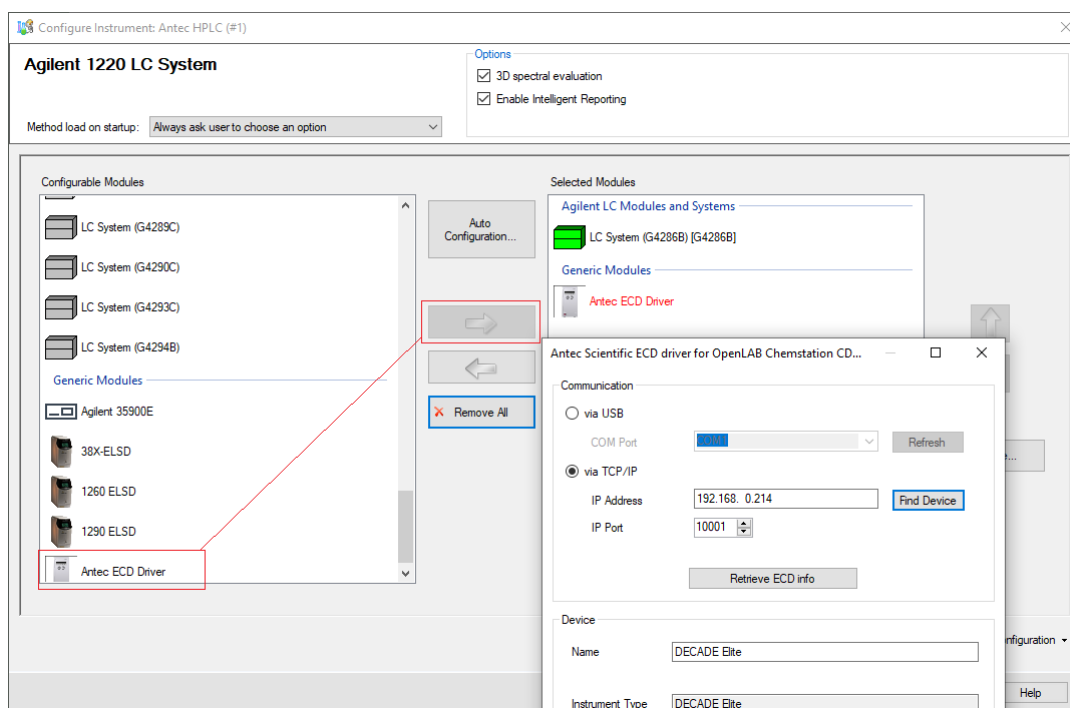 Configure Instrument: Antec HPLC (#1)
Agilent 1220 LC System
Method load on startup: Always ask user to choose an option
Options
3D spectral evaluation
Enable Intelligent Reporting
Configurable Modules
LC System (G4289C)
LC System (G4290C)
LC System (G4293C)
LC System (G4294B)
Generic Modules
Agilent 35900E
38X-ELSD
1260 ELSD
1290 ELSD
Antec ECD Driver
Auto
Configuration...
Remove All
Selected Modules
Agilent LC Modules and Systems
LC System (G4286B) [G4286B]
Generic Modules
Antec ECD Driver
Antec Scientific ECD driver for OpenLAB Chemstation CD...
Communication
via USB
COM Port COM1 Refresh
via TCP/IP
IP Address 192.168. 0.214 Find Device
IP Port 10001
Retrieve ECD info
Device
Name DECADE Elite
Instrument Type DECADE Elite
Help